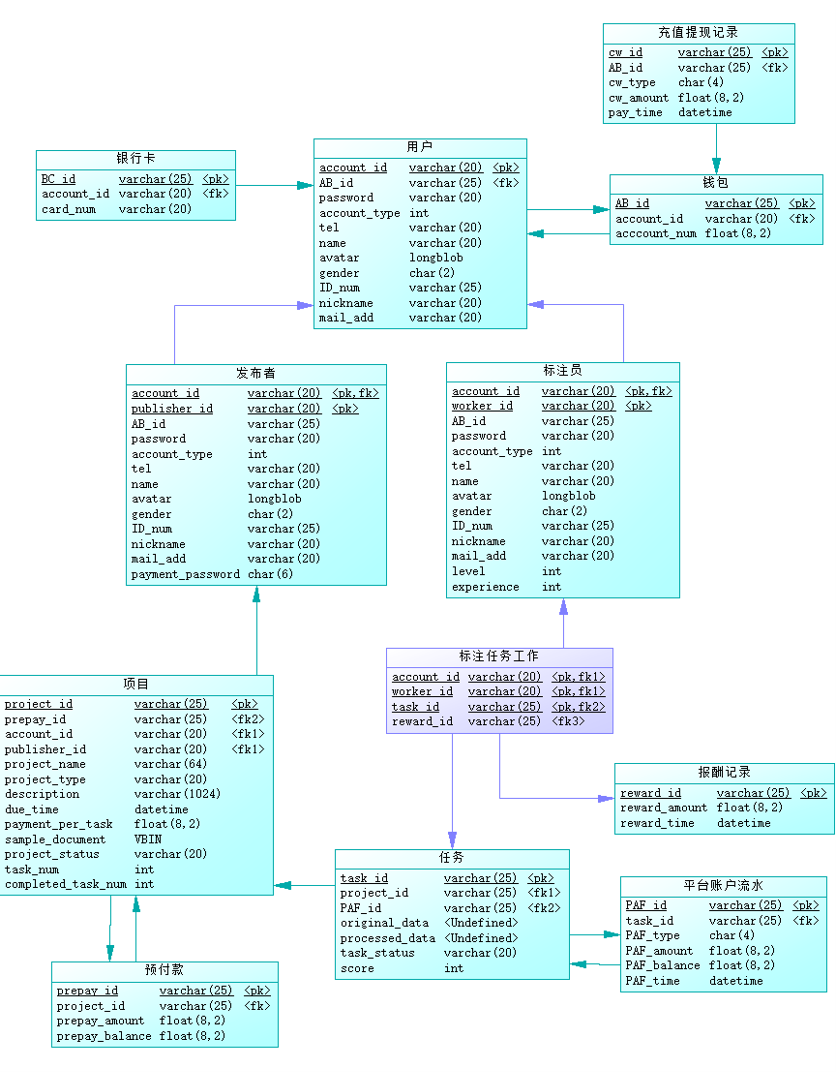 充值提现记录
cw_id varchar(25) <pk>
AB_id varchar(25) <fk>
cw_type char(4)
cw_amount float(8,2)
pay_time datetime
银行卡
BC_id varchar(25) <pk>
account_id varchar(20) <fk>
card_num varchar(20)
用户
account_id varchar(20) <pk>
AB_id varchar(25) <fk>
password varchar(20)
account_type int
tel varchar(20)
name varchar(20)
avatar longblob
gender char(2)
ID_num varchar(25)
nickname varchar(20)
mail_add varchar(20)
钱包
AB_id varchar(25) <pk>
account_id varchar(20) <fk>
acccount_num float(8,2)
发布者
account_id varchar(20) <pk,fk>
publisher_id varchar(20) <pk>
AB_id varchar(25)
password varchar(20)
account_type int
tel varchar(20)
name varchar(20)
avatar longblob
gender char(2)
ID_num varchar(25)
nickname varchar(20)
mail_add varchar(20)
payment_password char(6)
标注员
account_id varchar(20) <pk,fk>
worker_id varchar(20) <pk>
AB_id varchar(25)
password varchar(20)
account_type int
tel varchar(20)
name varchar(20)
avatar longblob
gender char(2)
ID_num varchar(25)
nickname varchar(20)
mail_add varchar(20)
level int
experience int
标注任务工作
account_id varchar(20) <pk,fk1>
worker_id varchar(20) <pk,fk1>
task_id varchar(25) <pk,fk2>
reward_id varchar(25) <fk3>
项目
project_id varchar(25) <pk>
prepay_id varchar(25) <fk2>
account_id varchar(20) <fk1>
publisher_id varchar(20) <fk1>
project_name varchar(64)
project_type varchar(20)
description varchar(1024)
due_time datetime
payment_per_task float(8,2)
sample_document VBIN
project_status varchar(20)
task_num int
completed_task_num int
报酬记录
reward_id varchar(25) <pk>
reward_amount float(8,2)
reward_time datetime
任务
task_id varchar(25) <pk>
project_id varchar(25) <fk1>
PAF_id varchar(25) <fk2>
original_data <Undefined>
processed_data <Undefined>
task_status varchar(20)
score int
平台账户流水
PAF_id varchar(25) <pk>
task_id varchar(25) <fk>
PAF_type char(4)
PAF_amount float(8,2)
PAF_balance float(8,2)
PAF_time datetime
预付款
prepay_id varchar(25) <pk>
project_id varchar(25) <fk>
prepay_amount float(8,2)
prepay_balance float(8,2)